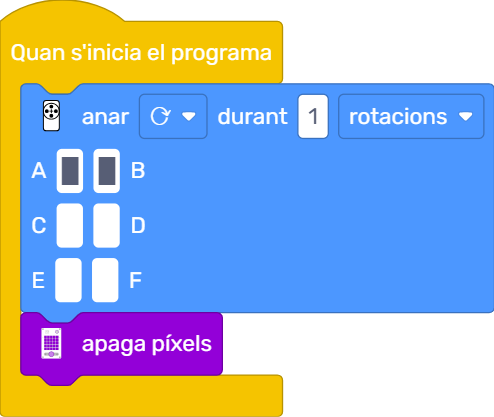 Quan s'inicia el programa
anar durant 1 rotacions
A B
C D
E F
apaga píxels